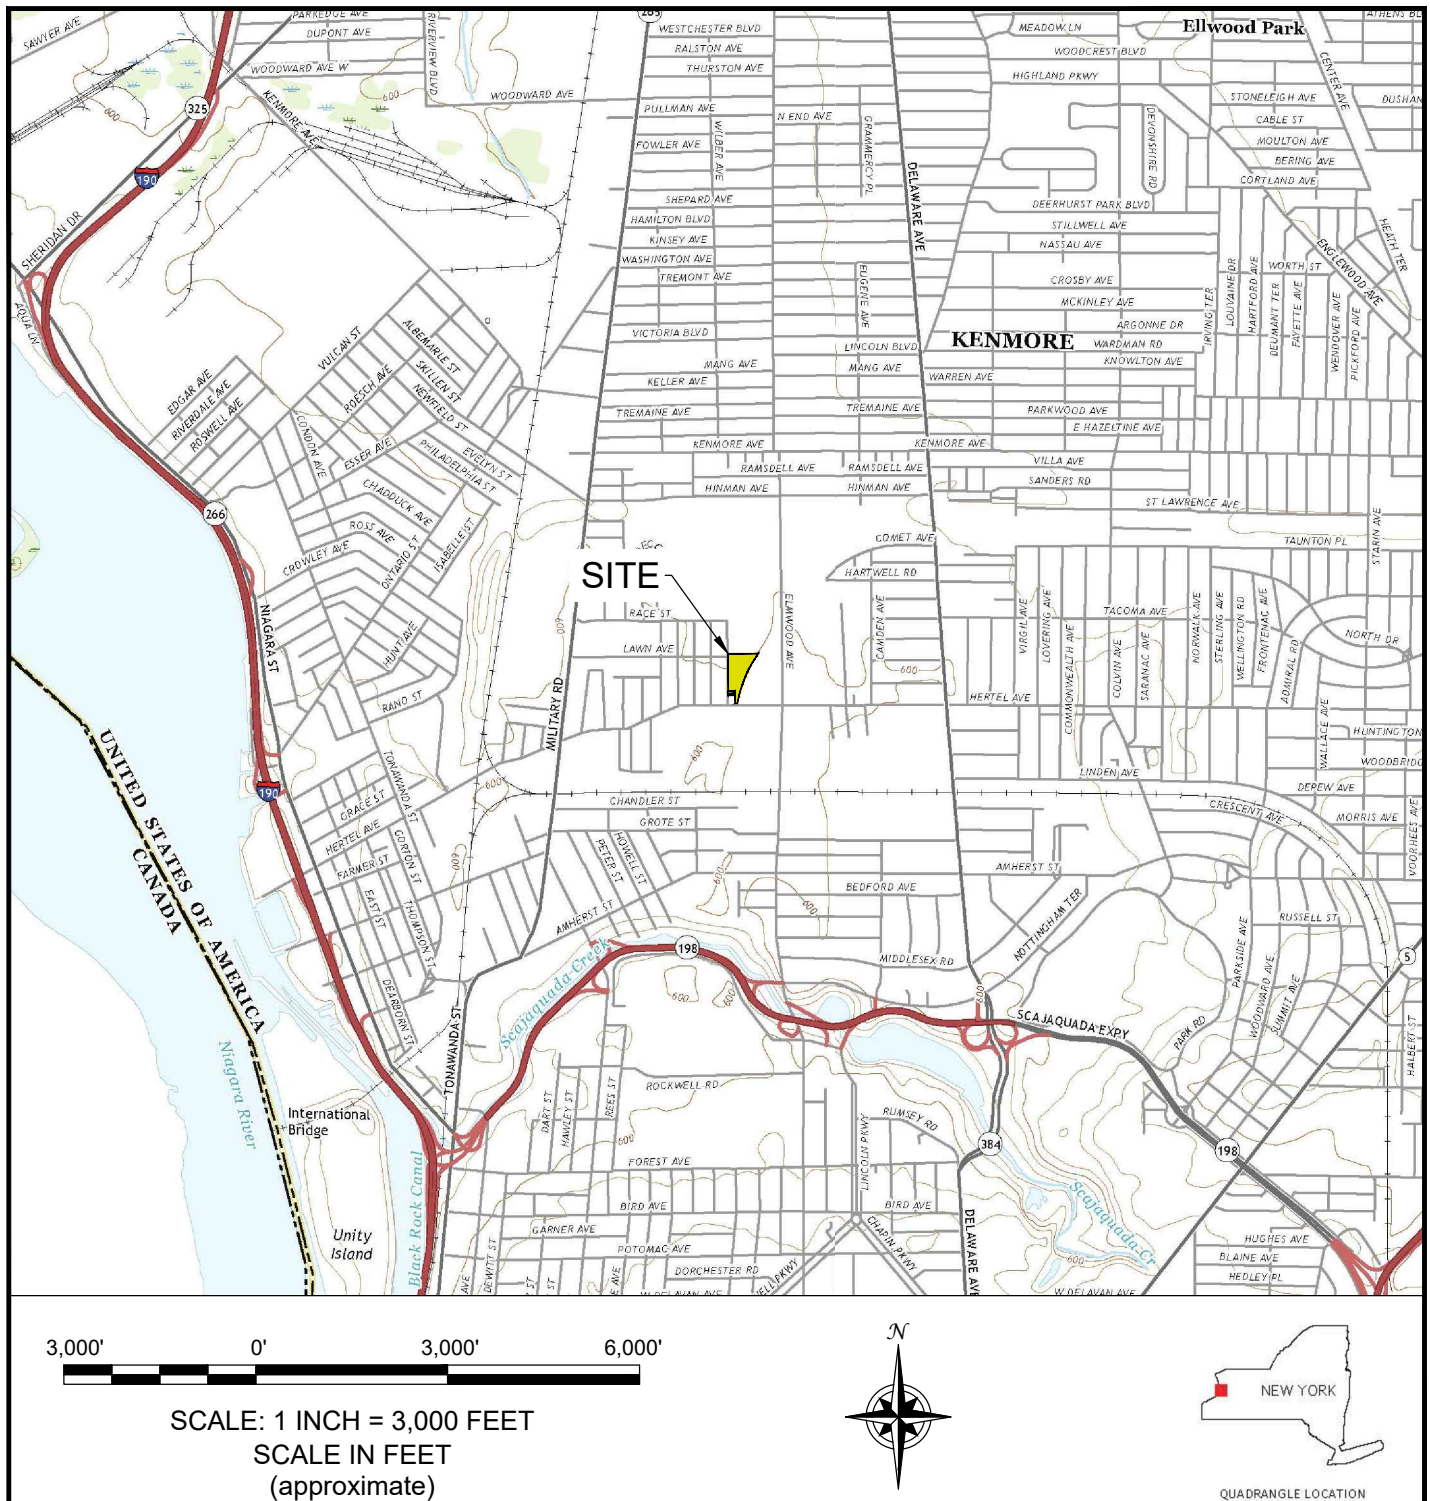 SAWYER AVE
PARKEDGE AVE
DUPONT AVE
WOODWARD AVE W
RIVERVIEW BLVD
265
WESTCHESTER BLVD
RALSTON AVE
THURSTON AVE
MEADOW LN
Ellwood Park
WOODCREST BLVD
HIGHLAND PKWY
CENTER AVE
325
KENMORE AVE
600
600
WOODWARD AVE
PULLMAN AVE
WILBER AVE
N END AVE
GRAMMERCY PL
FOWLER AVE
DEVONSHIRE RD
STONELEIGH AVE
CABLE ST
MOULTON AVE
BERING AVE
CORTLAND AVE
190
SHERIDAN DR
DELAWARE AVE
SHEPARD AVE
HAMILTON BLVD
KINSEY AVE
WASHINGTON AVE
TREMONT AVE
EUGENE AVE
DEERHURST PARK BLVD
STILLWELL AVE
NASSAU AVE
CROSBY AVE
MCKINLEY AVE
ARGONNE DR
WARDMAN RD
KNOWLTON AVE
IRVING TER
LOUVAINE DR
HARTFORD AVE
WORTH ST
DEUMANT TER
FAYETTE AVE
WENDOVER AVE
PICKFORD AVE
ENGLEWOOD AVE
HEATH TER
AQUA LN
VULCAN ST
ALBEMARLE ST
SKILLEN ST
ROESCH AVE
NEWFIELD ST
EDGAR AVE
RIVERDALE AVE
ROSWELL AVE
VICTORIA BLVD
LINCOLN BLVD
KENMORE
MANG AVE
MANG AVE
KELLER AVE
WARREN AVE
TREMAINE AVE
TREMAINE AVE
PARKWOOD AVE
E HAZELTINE AVE
CONDON AVE
ESSER AVE
PHILADELPHIA ST
EVELYN ST
KENMORE AVE
KENMORE AVE
RAMSDELL AVE
RAMSDELL AVE
VILLA AVE
HINMAN AVE
HINMAN AVE
SANDERS RD
ST LAWRENCE AVE
266
CHADDUCK AVE
ROSS AVE
CROWLEY AVE
ONTARIO ST
ISABELLE ST
COMET AVE
HARTWELL RD
TAUNTON PL
STARIN AVE
SITE
RACE ST
LAWN AVE
600
ELMWOOD AVE
CAMDEN AVE
600
VIRGIL AVE
LOVERING AVE
COMMONWEALTH AVE
TACOMA AVE
COLVIN AVE
SARANAC AVE
NORWALK AVE
STERLING AVE
WELLINGTON RD
FRONTENAC AVE
ADMIRAL RD
NORTH DR
NIAGARA ST
HUNT AVE
RANO ST
MILITARY RD
HERTEL AVE
WALLACE AVE
HUNTINGTON
UNITED STATES OF AMERICA
CANADA
190
TONAWANDA ST
600
600
LINDEN AVE
DEPEW AVE
GRACE ST
HERTEL AVE
FARMER ST
GORTON ST
CHANDLER ST
GROTE ST
CRESCENT AVE
MORRIS AVE
VOORHEES AVE
600
EAST ST
THOMPSON ST
PETER ST
HOWELL ST
600
AMHERST ST
BEDFORD AVE
600
AMHERST ST
NOTTINGHAM TER
PARKSIDE AVE
RUSSELL ST
WOODWARD AVE
SUMMIT AVE
5
DEARBORN ST
TONAWANDA ST
Scajaquada Creek
198
600
600
MIDDLESEX RD
600
SCAJAQUADA EXPY
PARK RD
HALBERT ST
Niagara River
International
Bridge
ROCKWELL RD
DART ST
HAWLEY ST
REES ST
600
RUMSEY RD
LINCOLN PKWY
384
198
FOREST AVE
Black Rock Canal
Unity
Island
BIRD AVE
BIRD AVE
GARNER AVE
DEWITT ST
POTOMAC AVE
DORCHESTER RD
CHAPIN PKWY
DELAWARE AVE
Scajaquada Cr
600
HUGHES AVE
BLAINE AVE
HEDLEY PL
W DELAVAN AVE
3,000' 0' 3,000' 6,000'
SCALE: 1 INCH = 3,000 FEET
SCALE IN FEET
(approximate)
N
NEW YORK
QUADRANGLE LOCATION